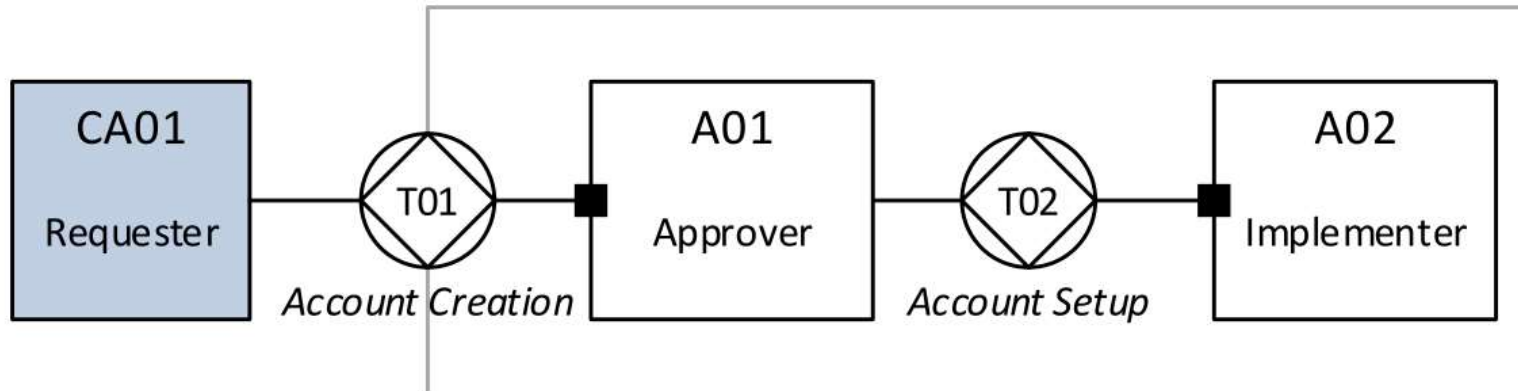 CA01
Requester
T01
Account Creation
A01
Approver
T02
Account Setup
A02
Implementer